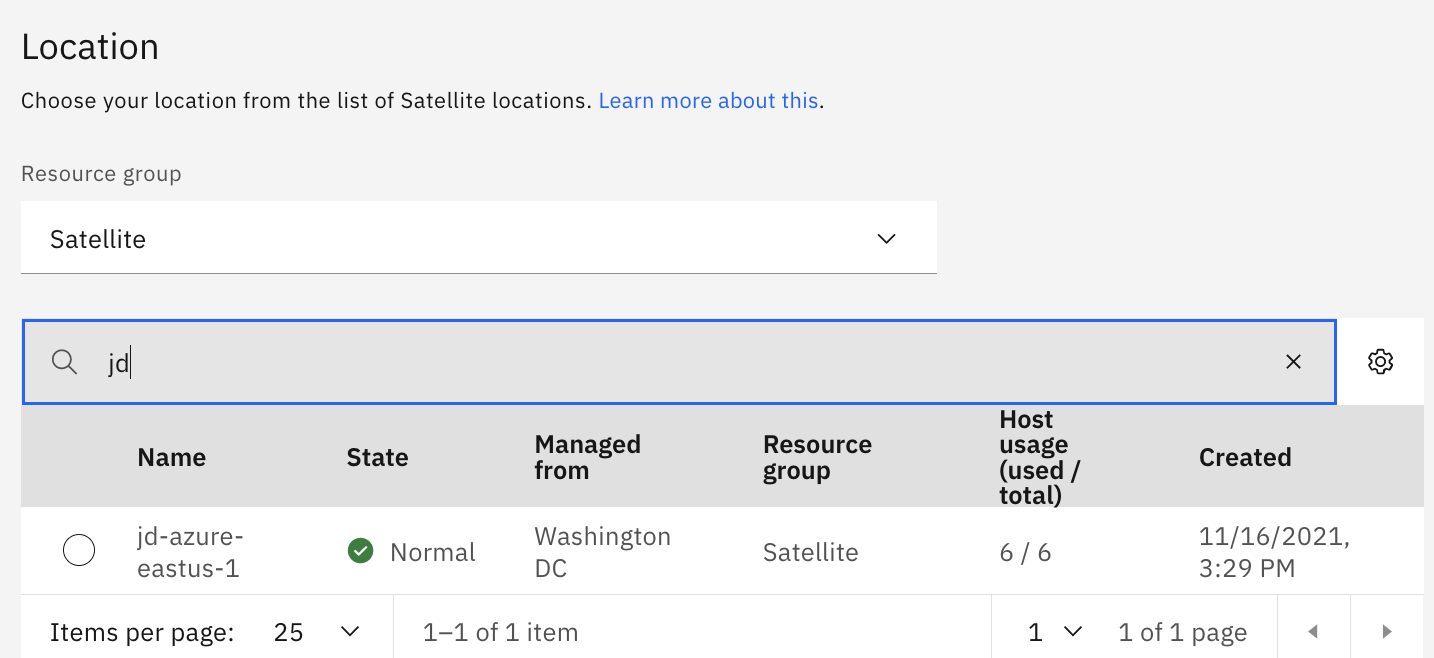 Location
Choose your location from the list of Satellite locations. Learn more about this.
Resource group
Satellite
jd
Name State Managed from Resource group Host usage (used / total) Created
jd-azure-eastus-1 Normal Washington DC Satellite 6 / 6 11/16/2021, 3:29 PM
Items per page: 25 1–1 of 1 item 1 1 of 1 page